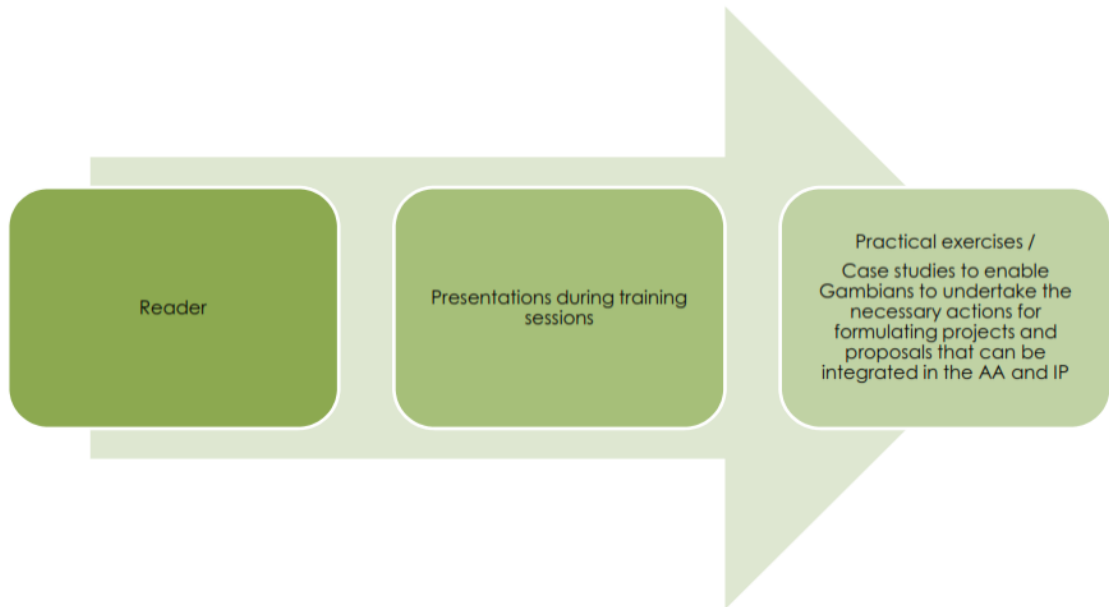 Reader
Presentations during training
sessions
Practical exercises /
Case studies to enable
Gambians to undertake the
necessary actions for
formulating projects and
proposals that can be
integrated in the AA and IP